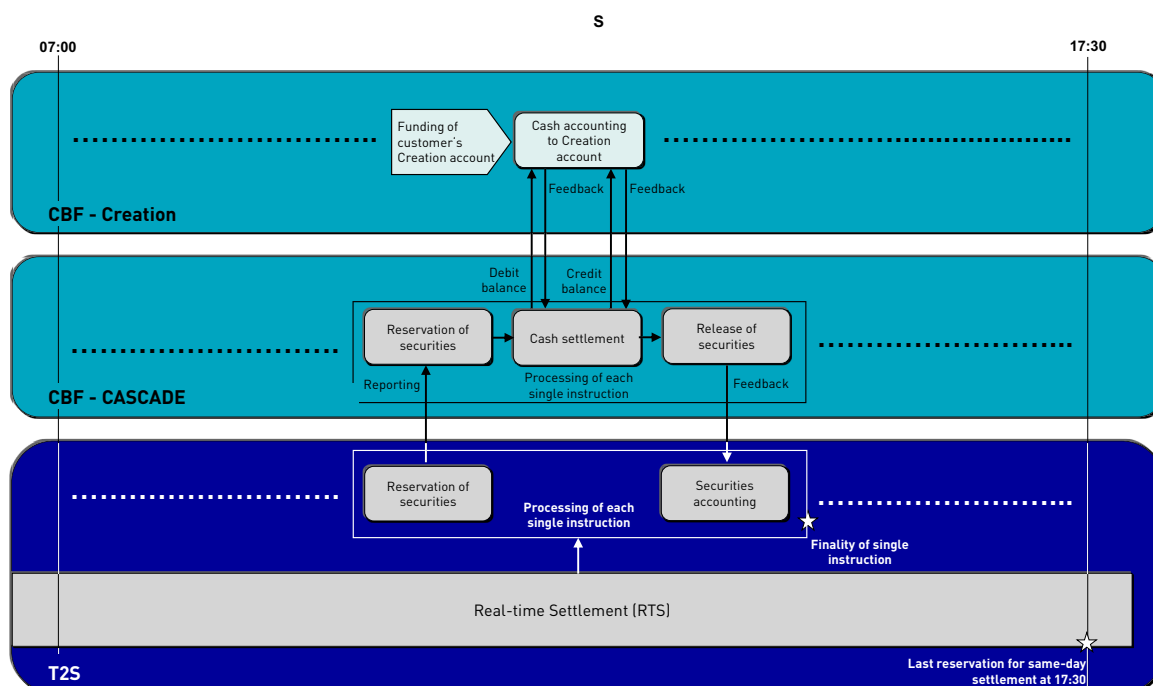 S
07:00
17:30
Funding of
customer's
Creation account
Cash accounting
to Creation
account
Feedback
Feedback
CBF - Creation
Debit
balance
Credit
balance
Reservation of
securities
Cash settlement
Release of
securities
Reporting
Processing of each
single instruction
Feedback
CBF - CASCADE
Reservation of
securities
Processing of each
single instruction
Securities
accounting
Finality of single
instruction
Real-time Settlement (RTS)
T2S
Last reservation for same-day
settlement at 17:30